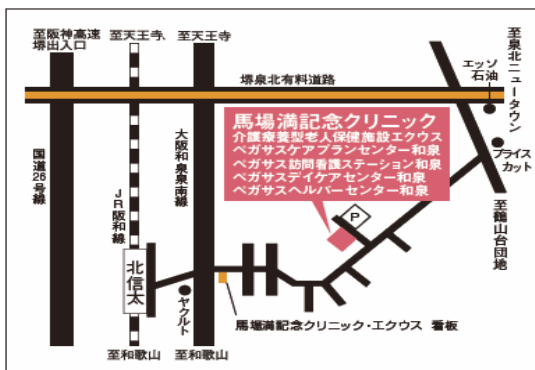 至阪神高速
堺出入口
至天王寺、
至天王寺
至泉北ニュータウン
エッソ
石油
堺泉北有料道路
馬場満記念クリニック
介護療養型老人保健施設エクウス
ペガサスケアプランセンター和泉
ペガサス訪問看護ステーション和泉
ペガサスデイケアセンター和泉
ペガサスヘルパーセンター和泉
プライス
カット
国道26号線
JR阪和線
大阪和泉泉南線
P
至鶴山台団地
北信太
ヤクルト
馬場満記念クリニック・エクウス 看板
至和歌山
至和歌山